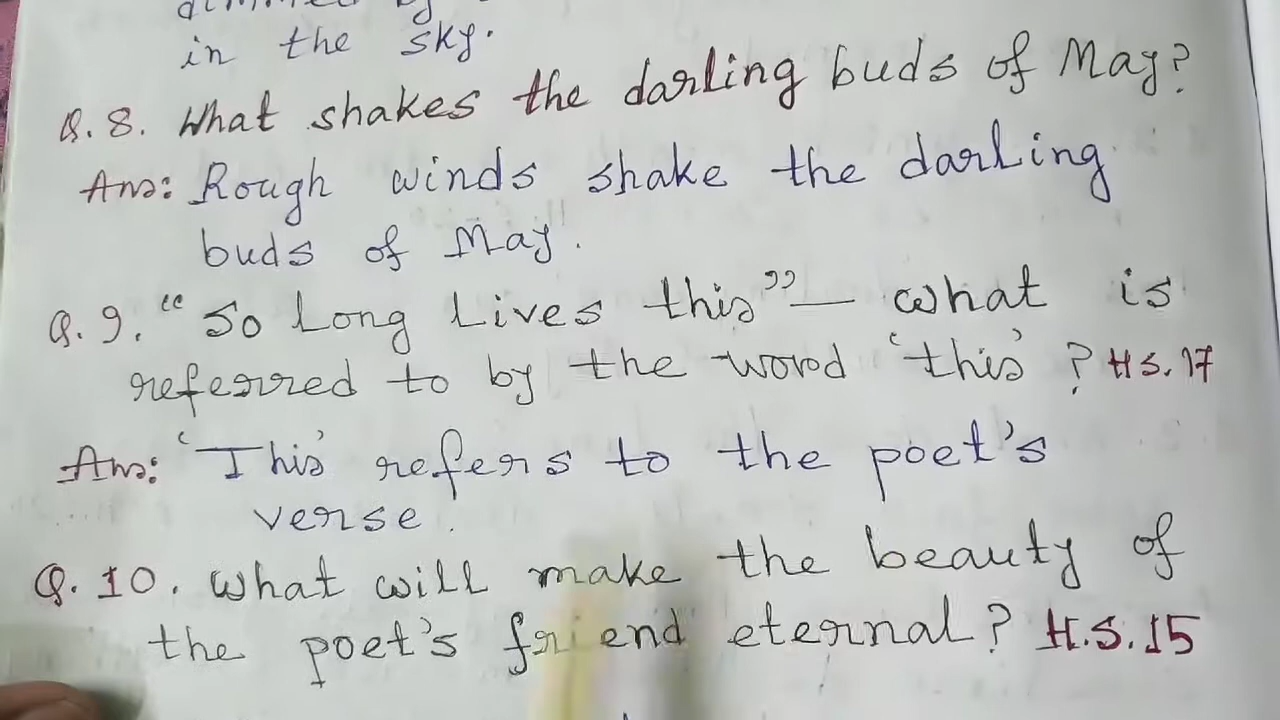 in the sky.
Q. 8. What shakes the darling buds of May?
Ans: Rough winds shake the darling
buds of May.
Q. 9. "So Long Lives this" — What is
referred to by the word 'this' ? H.S. 17
Ans: 'This' refers to the poet's
verse.
Q. 10. What will make the beauty of
the poet's friend eternal? H.S. 15